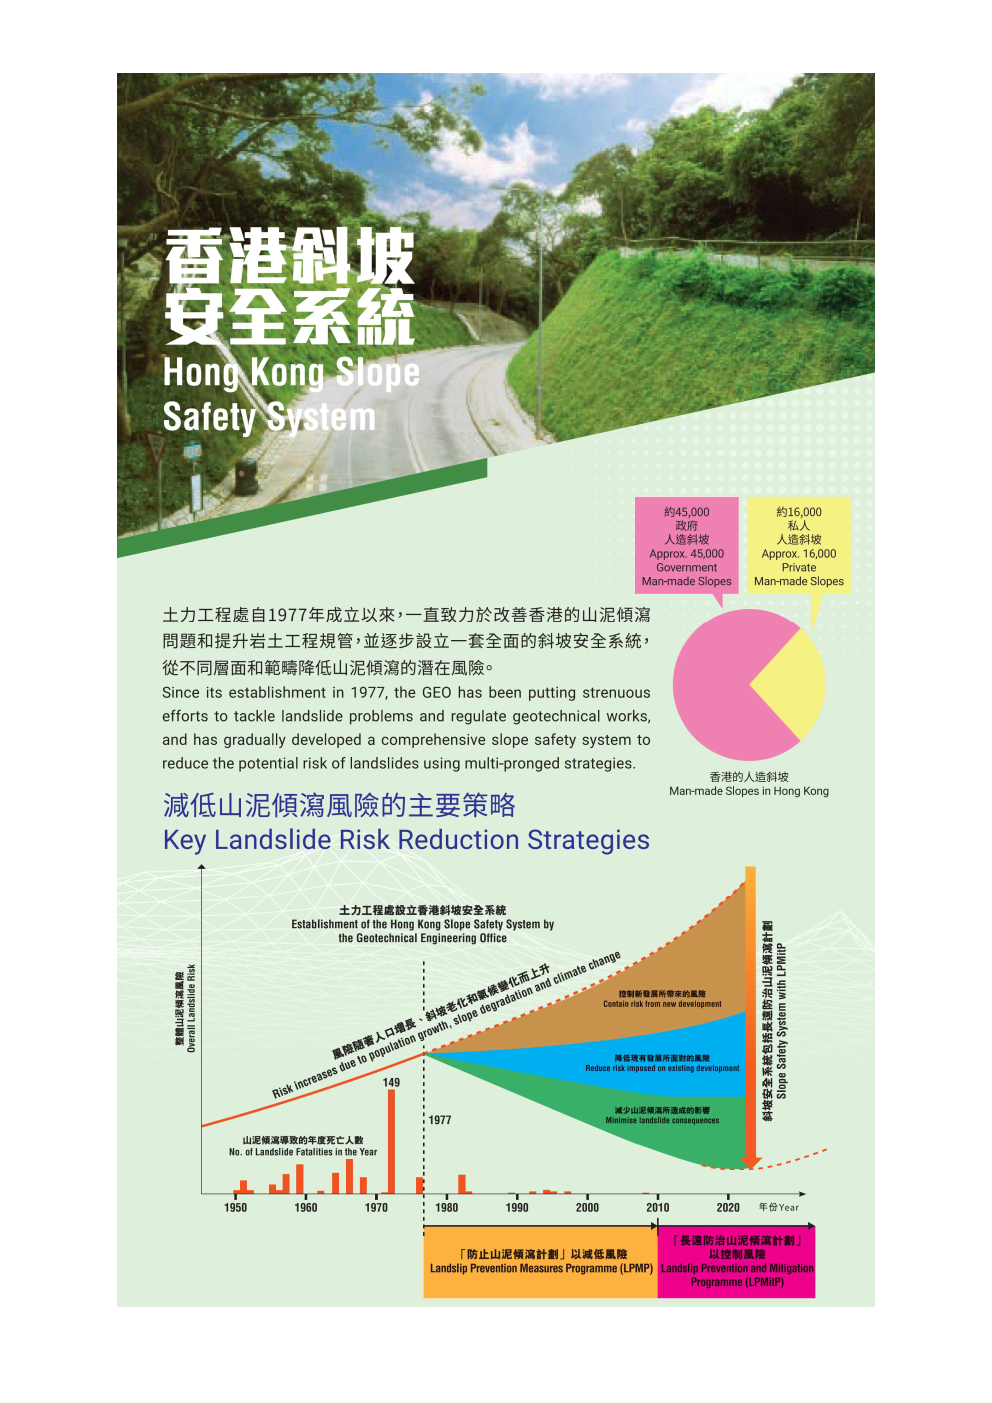 香港斜坡
安全系統
Hong Kong Slope
Safety System
約45,000
政府
人造斜坡
Approx. 45,000
Government
Man-made Slopes
約16,000
私人
人造斜坡
Approx. 16,000
Private
Man-made Slopes
土力工程處自1977年成立以來，一直致力於改善香港的山泥傾瀉
問題和提升岩土工程規管，並逐步設立一套全面的斜坡安全系統，
從不同層面和範疇降低山泥傾瀉的潛在風險。
Since its establishment in 1977, the GEO has been putting strenuous
efforts to tackle landslide problems and regulate geotechnical works,
and has gradually developed a comprehensive slope safety system to
reduce the potential risk of landslides using multi-pronged strategies.
香港的人造斜坡
Man-made Slopes in Hong Kong
減低山泥傾瀉風險的主要策略
Key Landslide Risk Reduction Strategies
土力工程處設立香港斜坡安全系統
Establishment of the Hong Kong Slope Safety System by
the Geotechnical Engineering Office
整體山泥傾瀉風險
Overall Landslide Risk
風險隨著人口增長、斜坡老化和氣候變化而上升
Risk increases due to population growth, slope degradation and climate change
控制新發展所帶來的風險
Contain risk from new development
降低現有發展所面對的風險
Reduce risk imposed on existing development
減少山泥傾瀉所造成的影響
Minimise landslide consequences
斜坡安全系統包括長遠防治山泥傾瀉計劃
Slope Safety System with LPMitP
149
1977
山泥傾瀉導致的年度死亡人數
No. of Landslide Fatalities in the Year
1950 1960 1970 1980 1990 2000 2010 2020 年份Year
「防止山泥傾瀉計劃」以減低風險
Landslip Prevention Measures Programme (LPMP)
「長遠防治山泥傾瀉計劃」
以控制風險
Landslip Prevention and Mitigation
Programme (LPMitP)